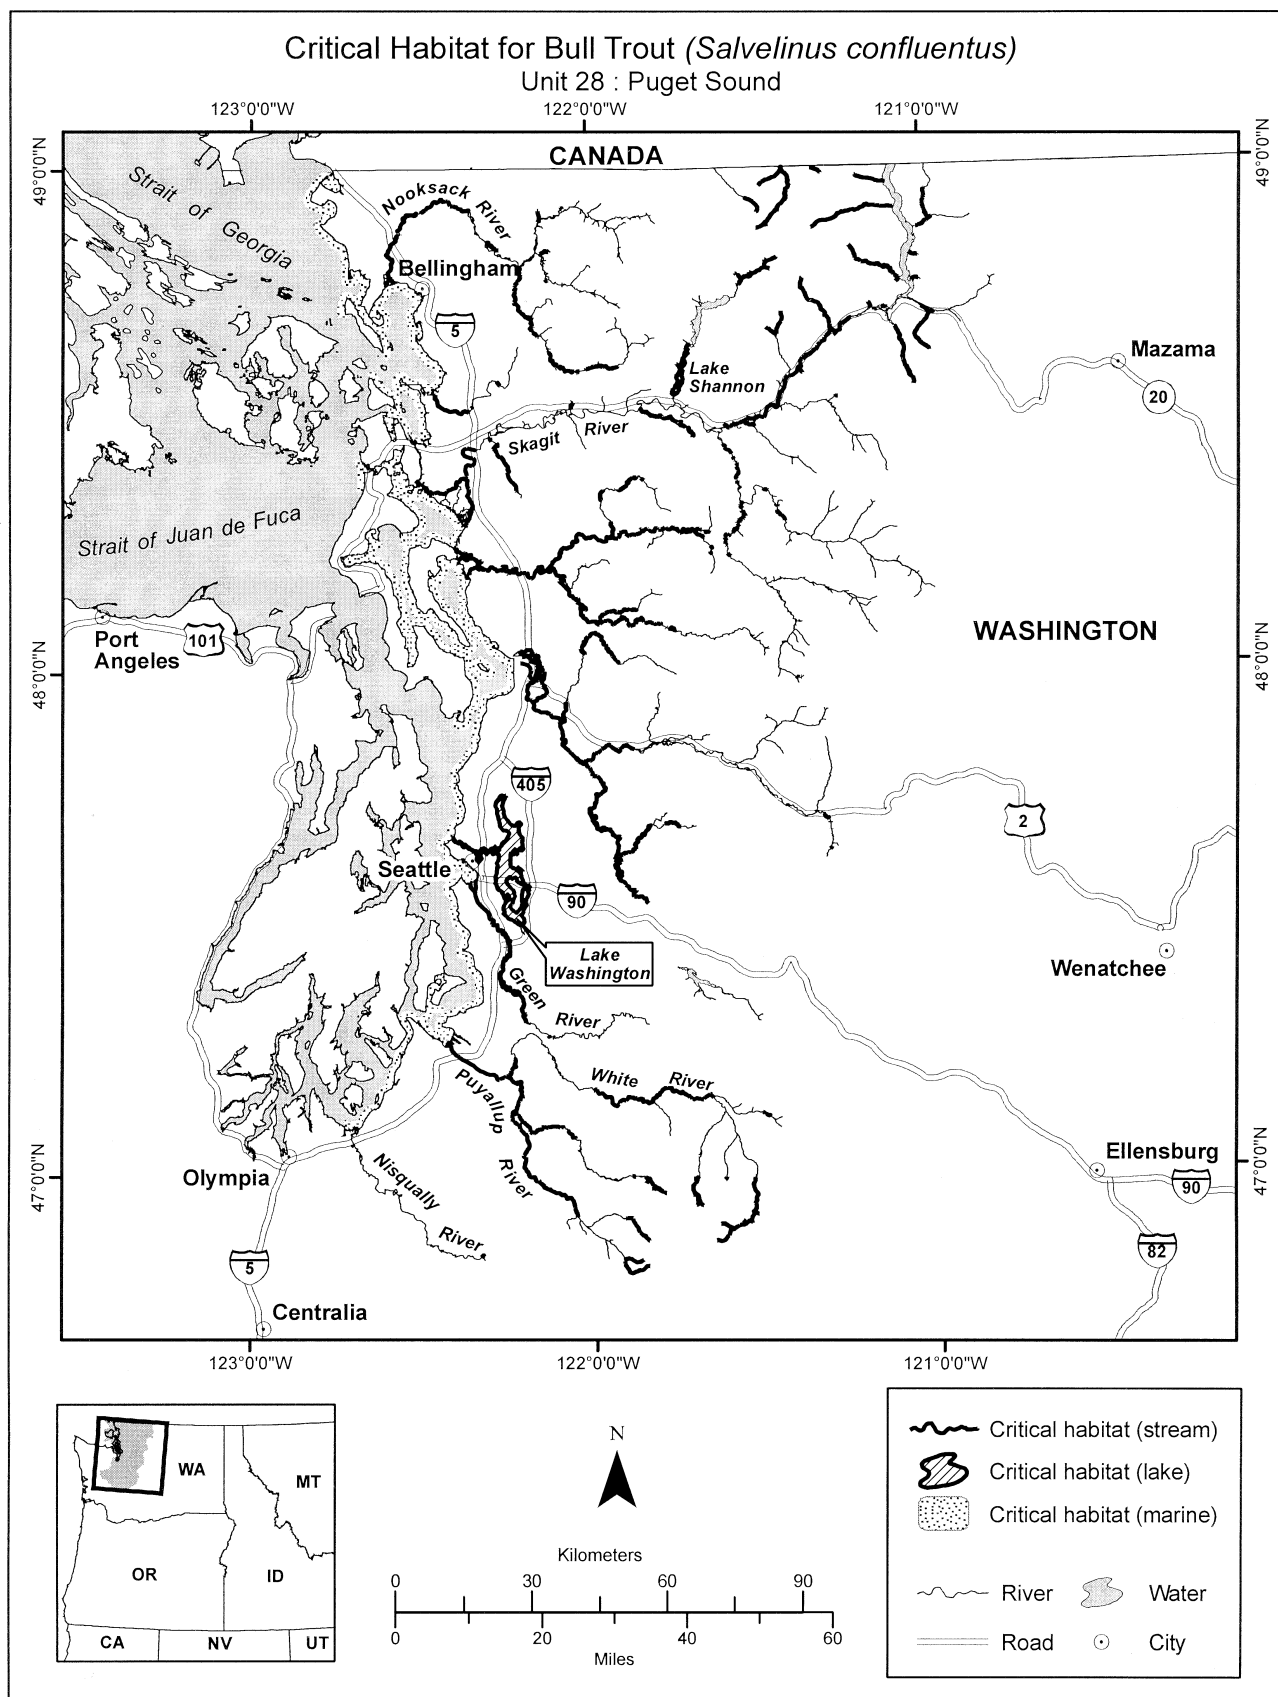 Critical Habitat for Bull Trout (Salvelinus confluentus)
Unit 28 : Puget Sound
123°0'0"W
122°0'0"W
121°0'0"W
49°0'0"N
49°0'0"N
CANADA
Strait of Georgia
Nooksack River
Bellingham
5
Mazama
20
Lake
Shannon
Skagit River
Strait of Juan de Fuca
Port
Angeles
101
WASHINGTON
48°0'0"N
48°0'0"N
405
2
Seattle
90
Lake
Washington
Wenatchee
Green
River
White River
Puyallup
River
Ellensburg
90
47°0'0"N
47°0'0"N
Olympia
Nisqually
River
82
5
Centralia
123°0'0"W
122°0'0"W
121°0'0"W
WA
MT
OR
ID
CA
NV
UT
N
Kilometers
0 30 60 90
0 20 40 60
Miles
Critical habitat (stream)
Critical habitat (lake)
Critical habitat (marine)
River
Water
Road
City